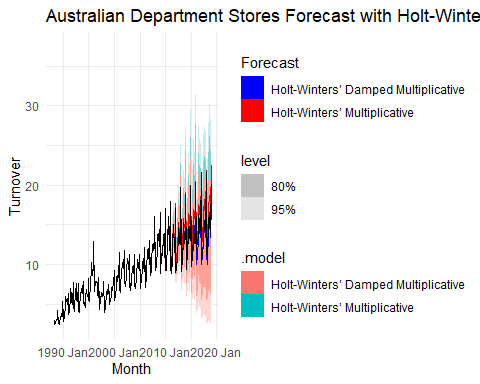 Australian Department Stores Forecast with Holt-Winte
Forecast
Holt-Winters’ Damped Multiplicative
Holt-Winters’ Multiplicative
level
80%
95%
.model
Holt-Winters’ Damped Multiplicative
Holt-Winters’ Multiplicative
Turnover
30
20
10
1990 Jan2000 Jan2010 Jan2020 Jan
Month